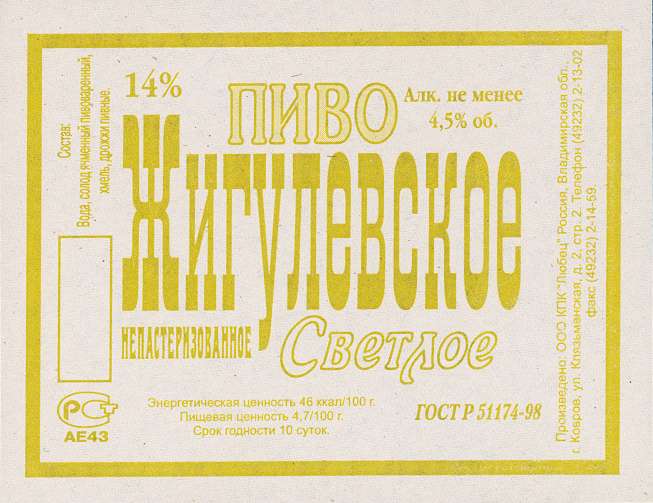 Состав:
Вода, солод ячменный пивоваренный,
хмель, дрожжи пивные.
14%
ПИВО
Алк. не менее
4,5% об.
Жигулевское
НЕПАСТЕРИЗОВАННОЕ
Светлое
РСТ
АЕ43
Энергетическая ценность 46 ккал/100 г.
Пищевая ценность 4,7/100 г.
Срок годности 10 суток.
ГОСТ Р 51174-98
Произведено: ООО КПК "Любец" Россия, Владимирская обл.,
г. Ковров, ул. Клязьменская, д. 2, стр. 2. Телефон (49232) 2-13-02
факс (49232) 2-14-59.